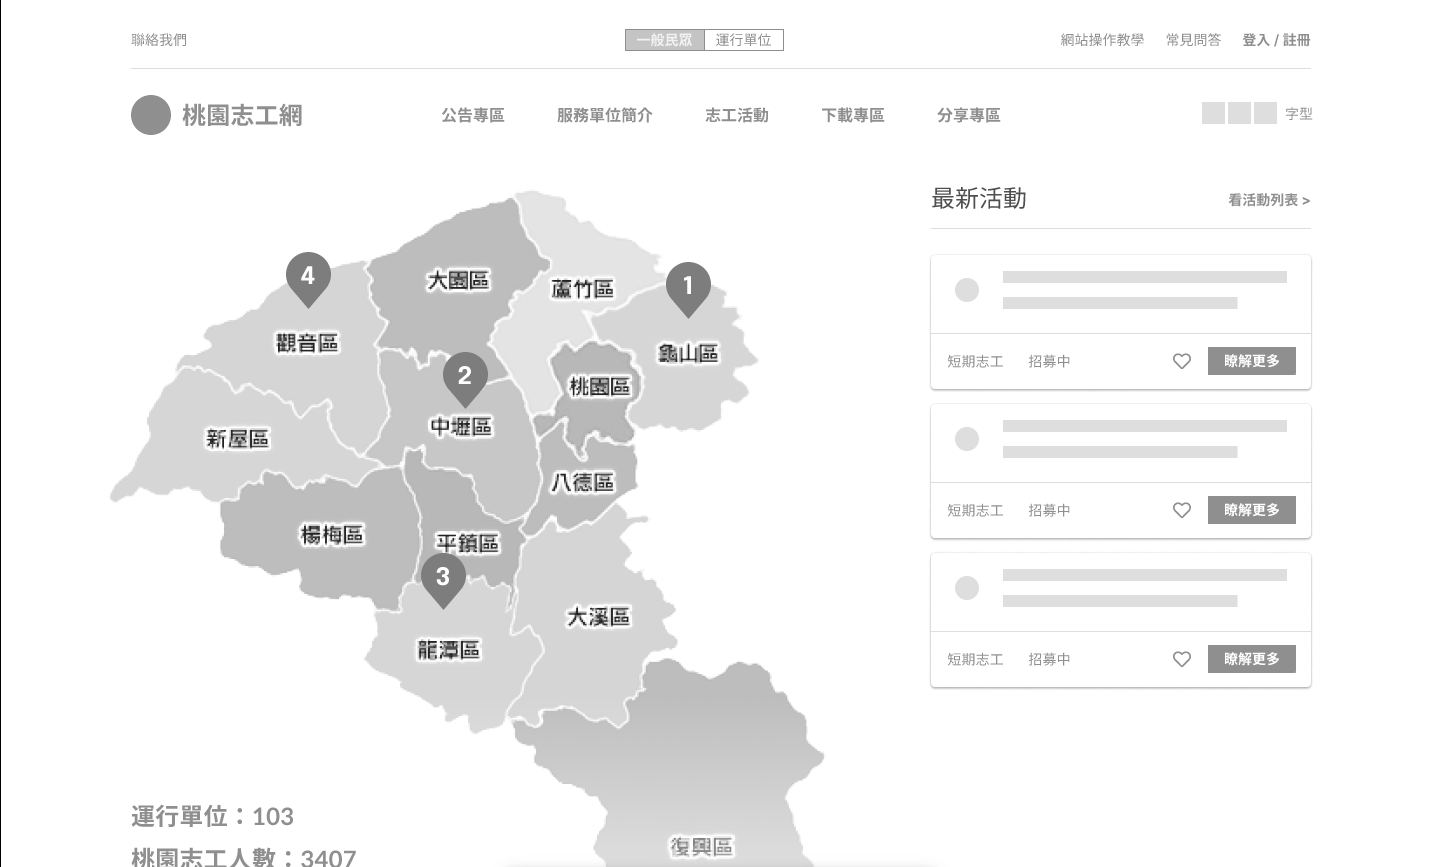 聯絡我們
一般民眾 運行單位
網站操作教學 常見問答 登入 / 註冊
桃園志工網
公告專區 服務單位簡介 志工活動 下載專區 分享專區
字型
最新活動
看活動列表 >
4
1
大園區
蘆竹區
觀音區
龜山區
2
桃園區
中壢區
新屋區
八德區
楊梅區
平鎮區
3
大溪區
龍潭區
復興區
短期志工 招募中 瞭解更多
短期志工 招募中 瞭解更多
短期志工 招募中 瞭解更多
運行單位：103
桃園志工人數：3407